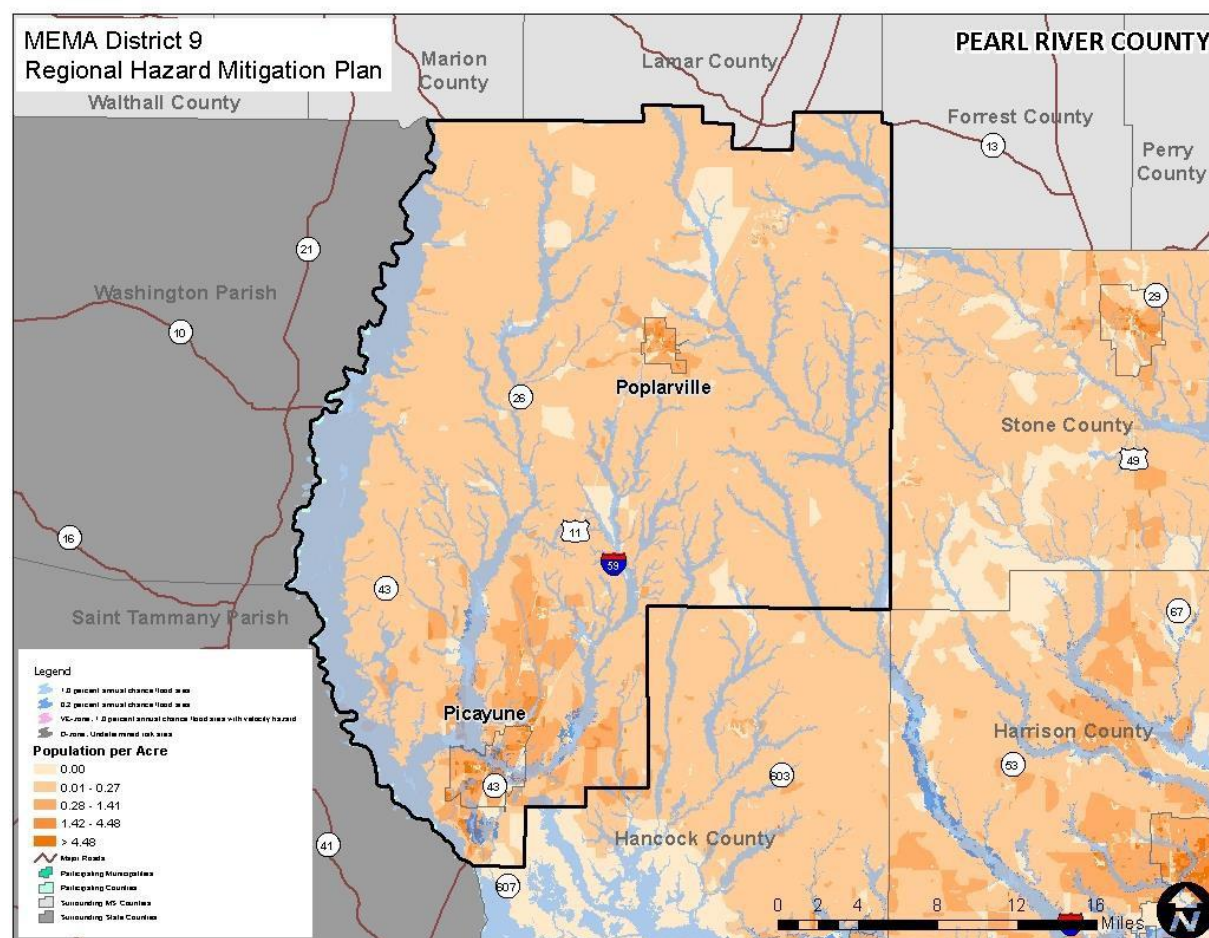 MEMA District 9
Regional Hazard Mitigation Plan
PEARL RIVER COUNTY
Marion
County
Lamar County
Walthall County
Forrest County
13
Perry
County
21
Washington Parish
29
10
Poplarville
26
Stone County
49
11
16
59
43
67
Saint Tammany Parish
Legend
1.0 percent annual chance flood area
0.2 percent annual chance flood area
VE-zone, 1.0 percent annual chance flood area with velocity hazard
D-zone, Undetermined risk area
Population per Acre
0.00
0.01 - 0.27
0.28 - 1.41
1.42 - 4.48
> 4.48
Major Roads
Participating Municipalities
Participating Counties
Surrounding MS Counties
Surrounding State Counties
Picayune
Harrison County
53
603
43
Hancock County
41
607
0 2 4 8 12 16
Miles
N